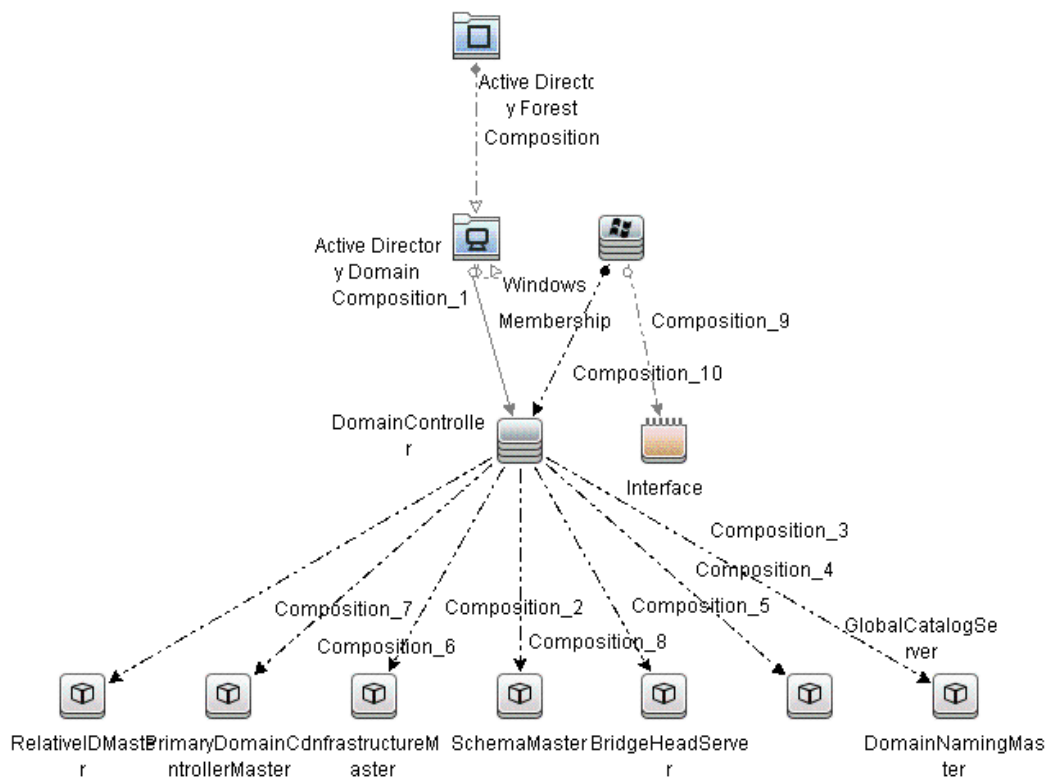 Active Directo
y Forest
Composition
Active Director
y Domain
Windows
Composition_1
Membership
Composition_9
Composition_10
DomainControlle
r
Interface
Composition_3
Composition_4
Composition_7
Composition_2
Composition_5
Composition_6
Composition_8
GlobalCatalogSe
rver
RelativeIDMaste
r
PrimaryDomainCo
ntrollerMaster
InfrastructureM
aster
SchemaMaster
BridgeHeadServe
r
DomainNamingMas
ter